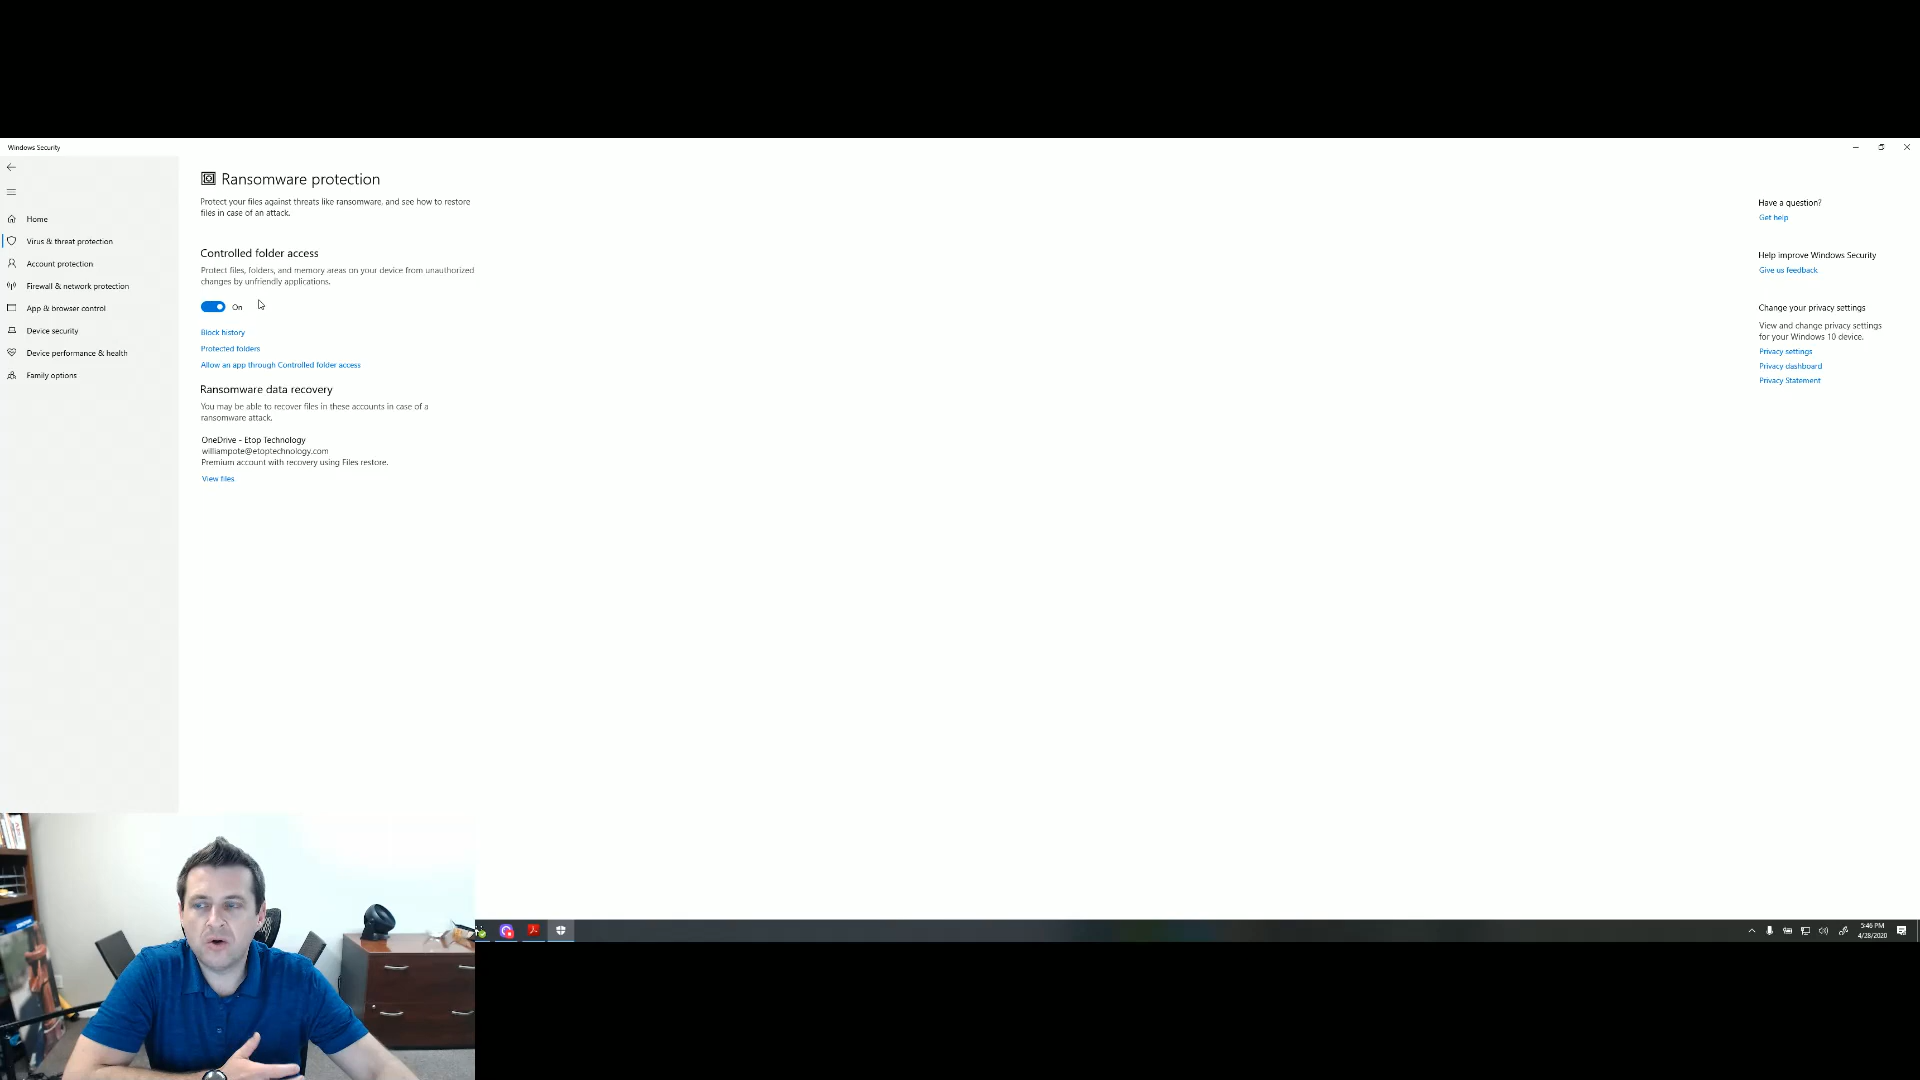 Windows Security
Ransomware protection
Protect your files against threats like ransomware, and see how to restore
files in case of an attack.
Home
Virus & threat protection
Account protection
Firewall & network protection
App & browser control
Device security
Device performance & health
Family options
Controlled folder access
Protect files, folders, and memory areas on your device from unauthorized
changes by unfriendly applications.
On
Block history
Protected folders
Allow an app through Controlled folder access
Ransomware data recovery
You may be able to recover files in these accounts in case of a
ransomware attack.
OneDrive - Etop Technology
williampote@etoptechnology.com
Premium account with recovery using Files restore.
View files
Have a question?
Get help
Help improve Windows Security
Give us feedback
Change your privacy settings
View and change privacy settings
for your Windows 10 device.
Privacy settings
Privacy dashboard
Privacy Statement
5:46 PM
4/28/2020